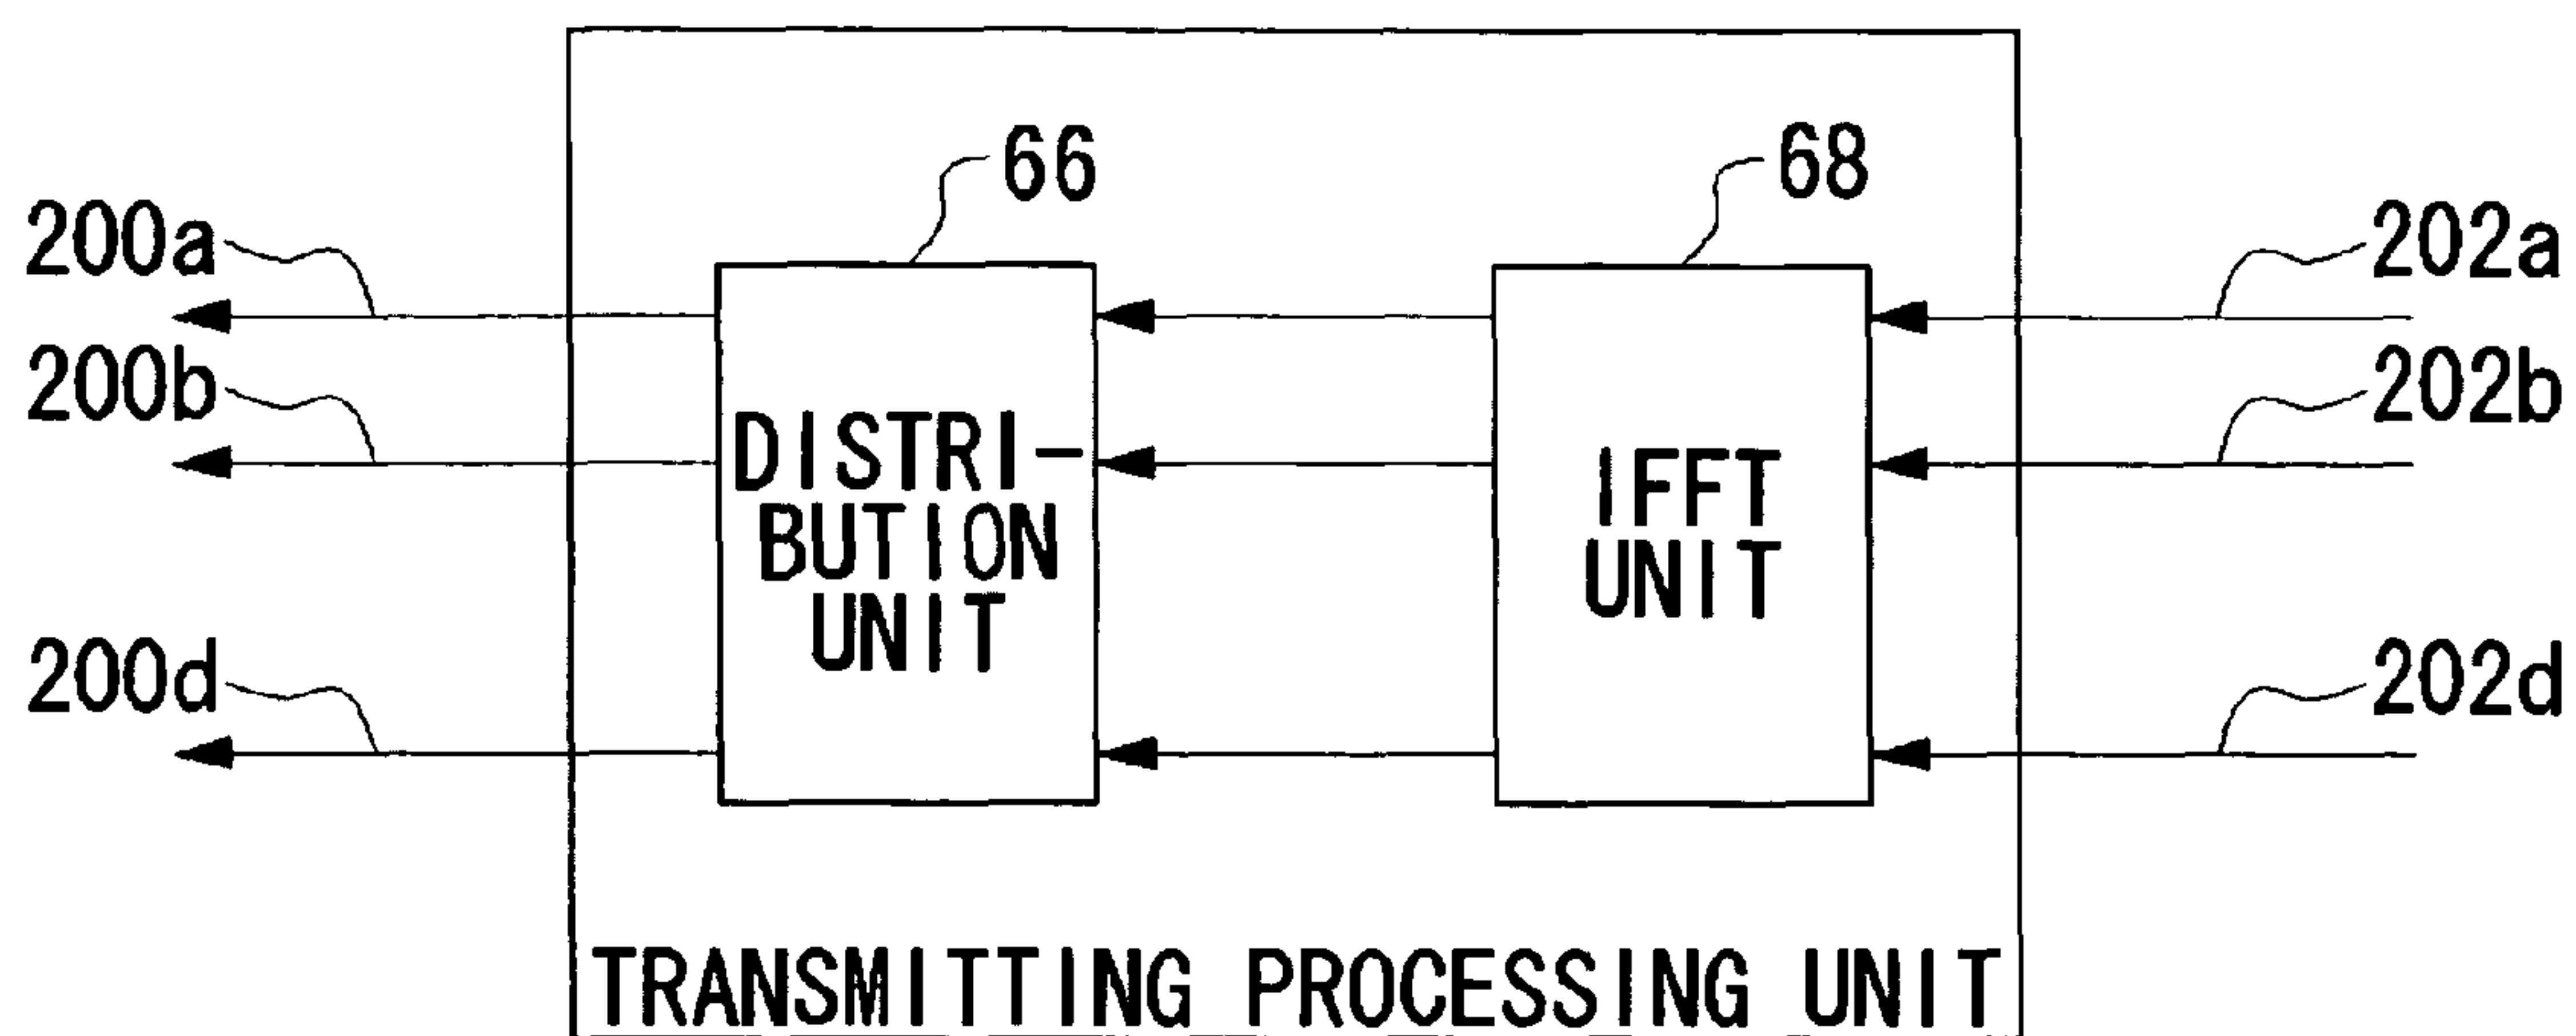 66
68
200a
202a
200b
202b
DISTRI-
BUTION
UNIT
IFFT
UNIT
200d
202d
TRANSMITTING PROCESSING UNIT